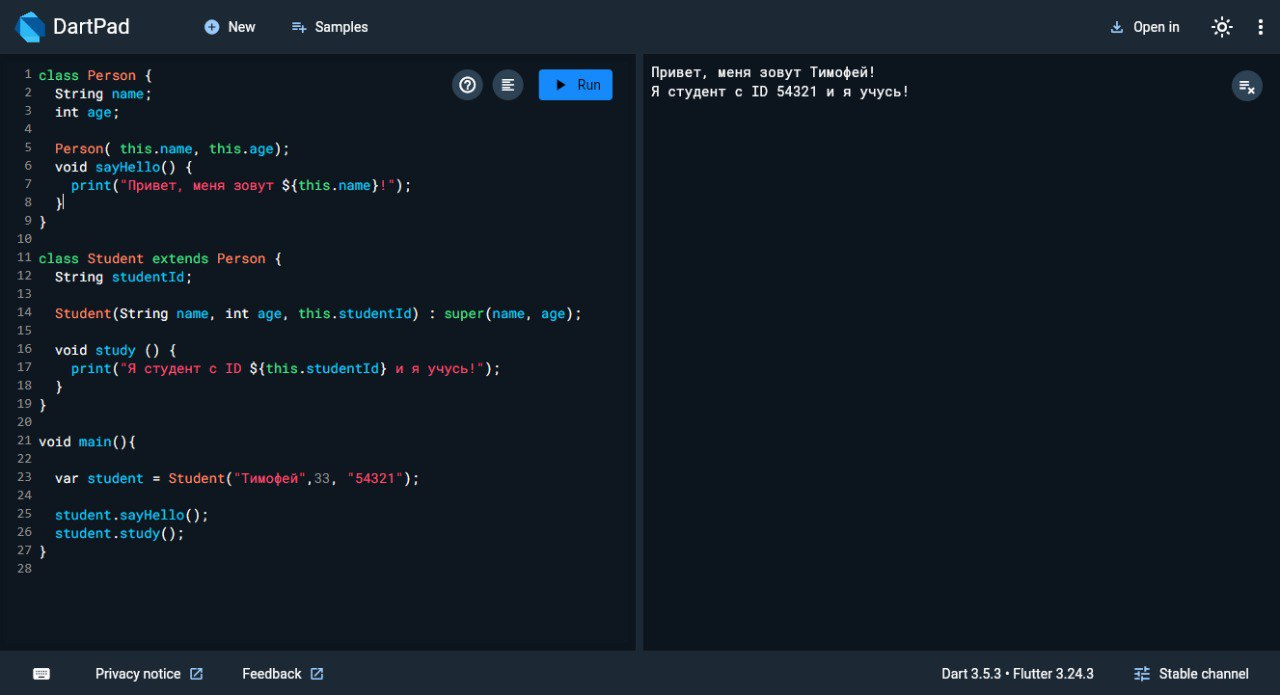 DartPad
New
Samples
Open in
1 class Person {
2   String name;
3   int age;
4
5   Person( this.name, this.age);
6   void sayHello() {
7     print("Привет, меня зовут ${this.name}!");
8   }
9 }
10
11 class Student extends Person {
12   String studentId;
13
14   Student(String name, int age, this.studentId) : super(name, age);
15
16   void study () {
17     print("Я студент с ID ${this.studentId} и я учусь!");
18   }
19 }
20
21 void main(){
22
23   var student = Student("Тимофей",33, "54321");
24
25   student.sayHello();
26   student.study();
27 }
28
Run
Привет, меня зовут Тимофей!
Я студент с ID 54321 и я учусь!
Privacy notice
Feedback
Dart 3.5.3 • Flutter 3.24.3
Stable channel